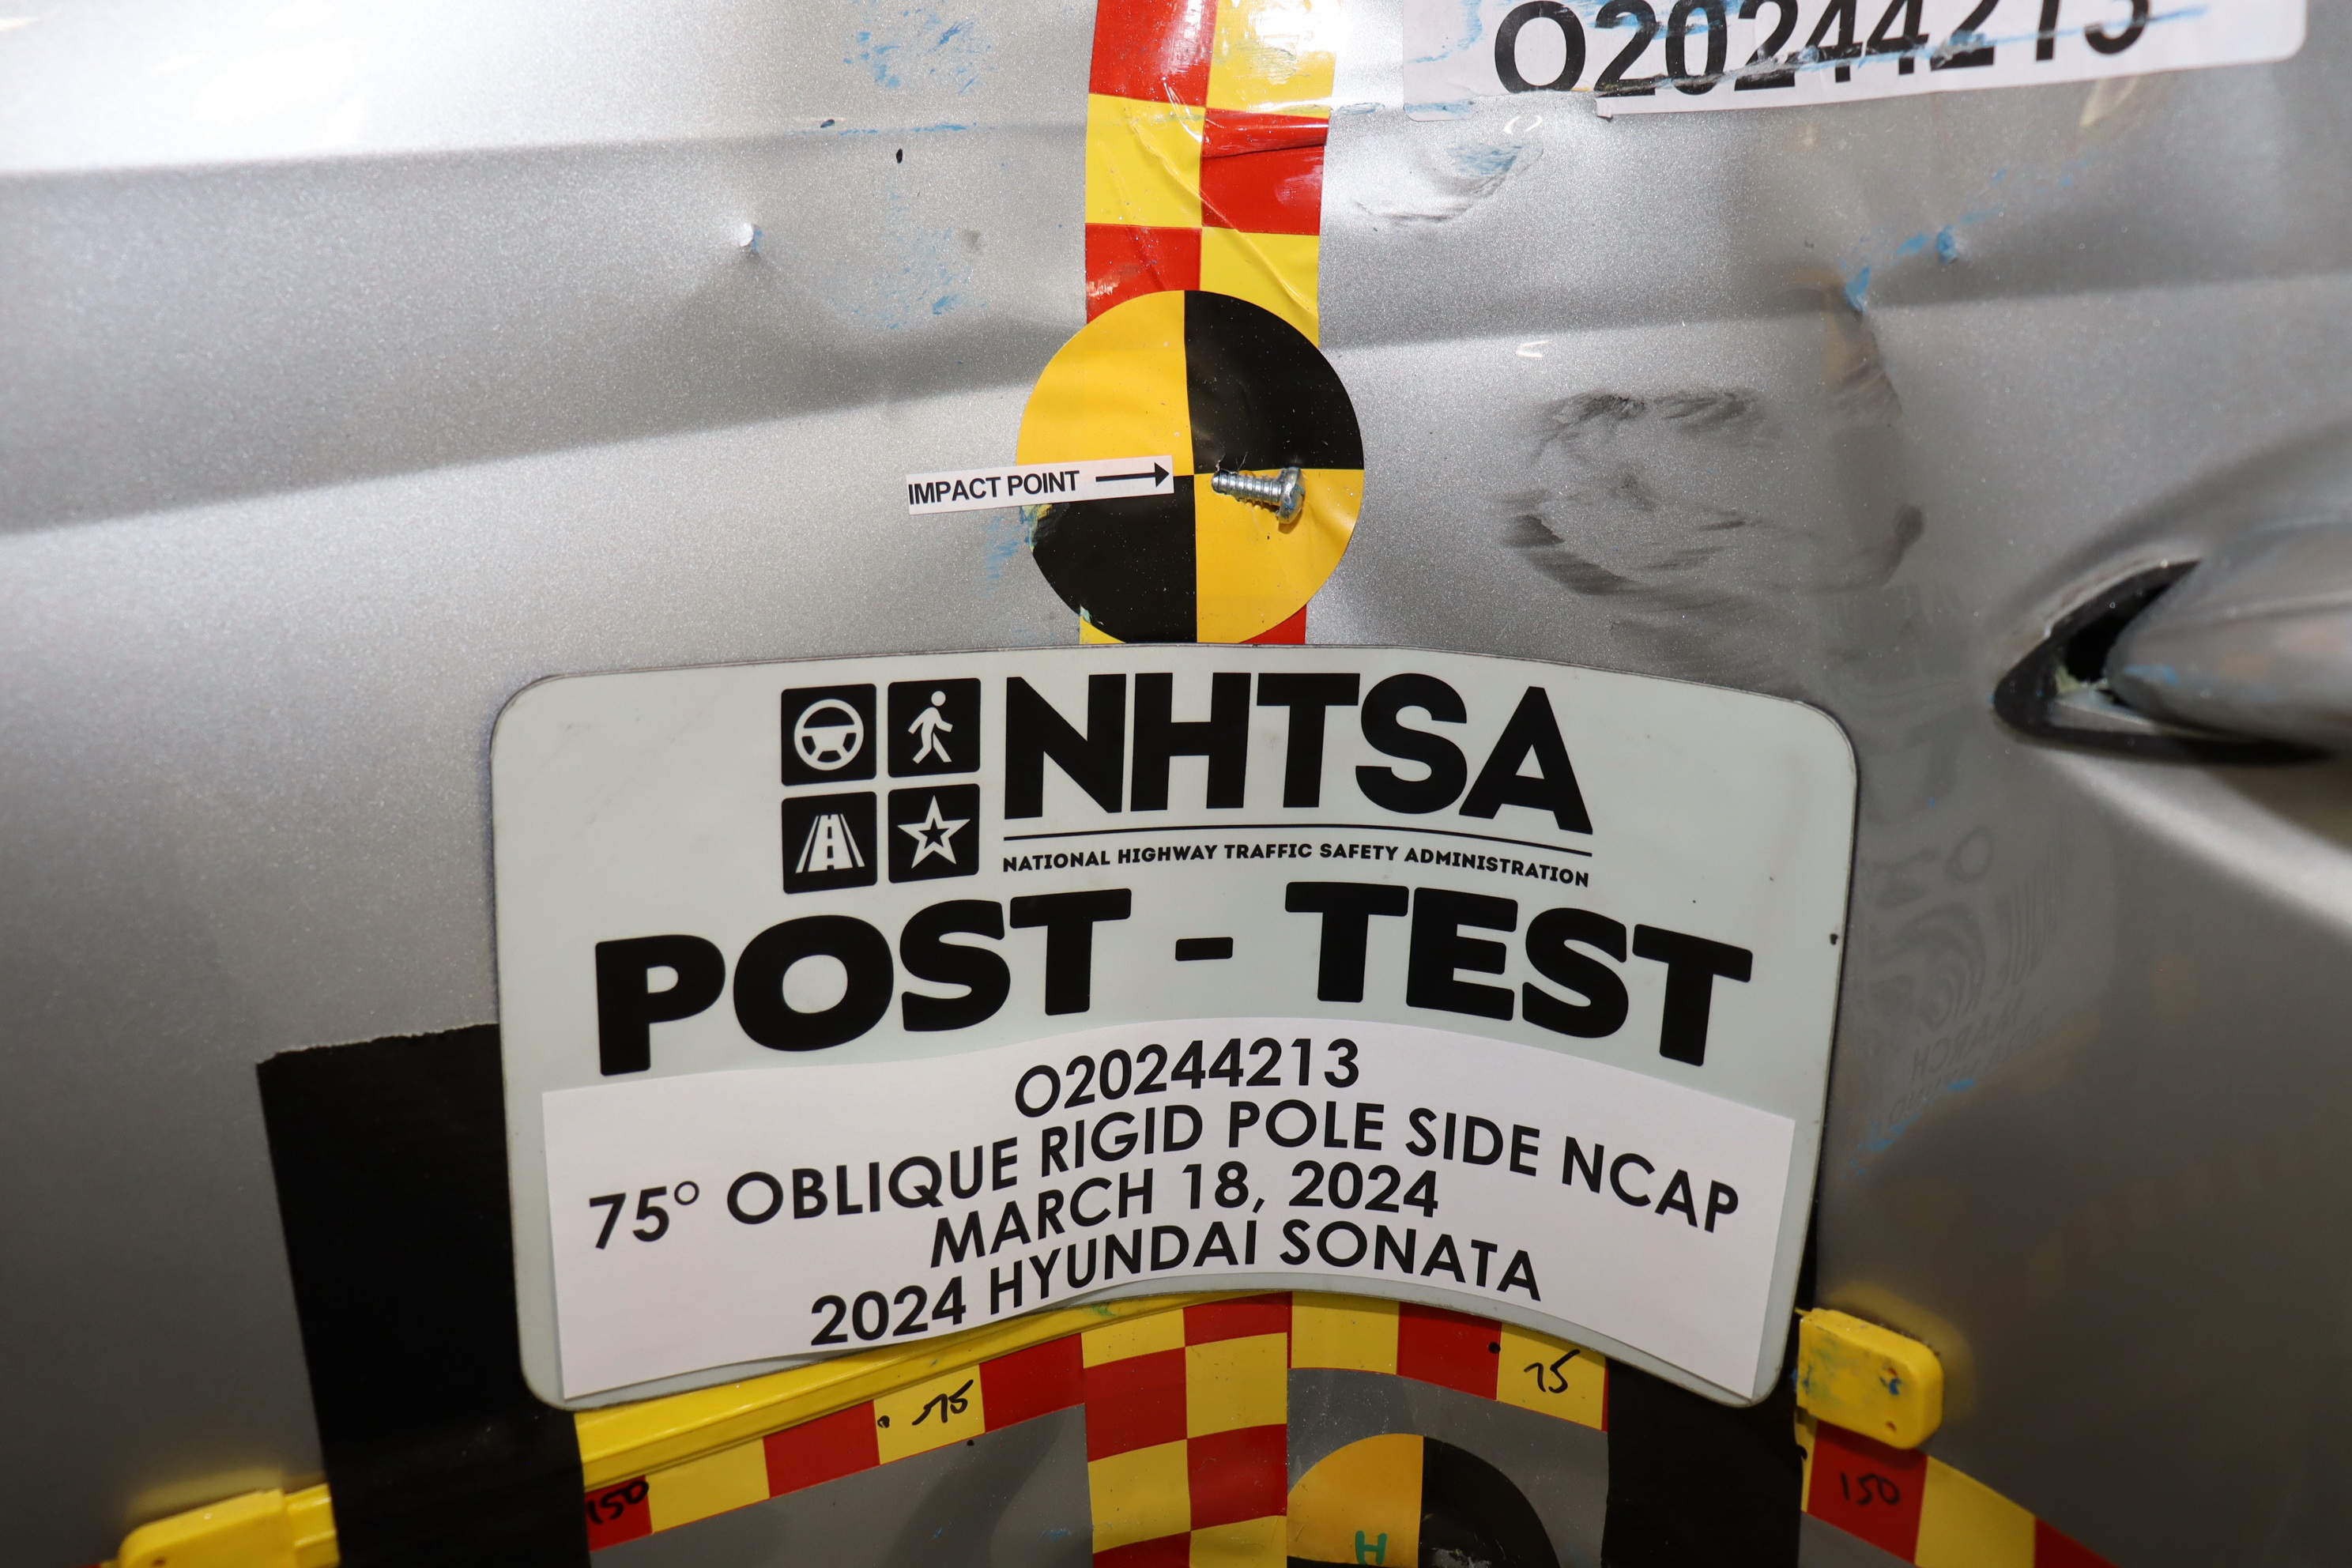 O20244213
IMPACT POINT
NHTSA
NATIONAL HIGHWAY TRAFFIC SAFETY ADMINISTRATION
POST - TEST
O20244213
75° OBLIQUE RIGID POLE SIDE NCAP
MARCH 18, 2024
2024 HYUNDAI SONATA
-75
75
150
150
H